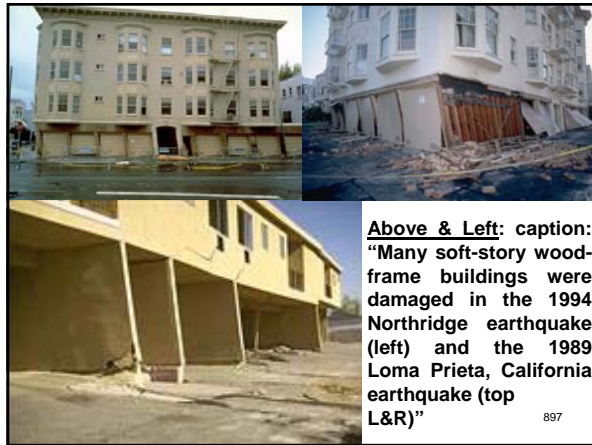 Above & Left: caption:
“Many soft-story wood-
frame buildings were
damaged in the 1994
Northridge earthquake
(left) and the 1989
Loma Prieta, California
earthquake (top
L&R)”
897